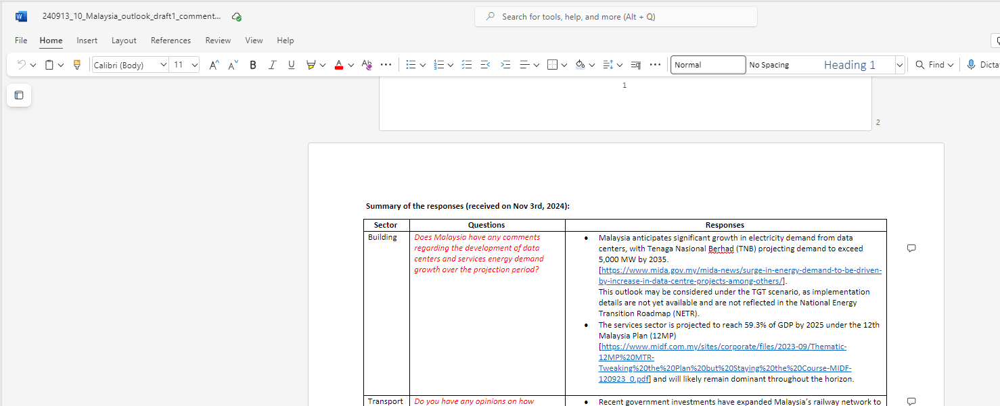 240913_10_Malaysia_outlook_draft1_comment...
Search for tools, help, and more (Alt + Q)
File Home Insert Layout References Review View Help
Calibri (Body) 11 Normal No Spacing Heading 1 Find Dicta
1
2
Summary of the responses (received on Nov 3rd, 2024):
Sector Questions Responses
Building
Does Malaysia have any comments
regarding the development of data
centers and services energy demand
growth over the projection period?
• Malaysia anticipates significant growth in electricity demand from data
centers, with Tenaga Nasional Berhad (TNB) projecting demand to exceed
5,000 MW by 2035.
[https://www.mida.gov.my/mida-news/surge-in-energy-demand-to-be-driven-
by-increase-in-data-centre-projects-among-others/].
This outlook may be considered under the TGT scenario, as implementation
details are not yet available and are not reflected in the National Energy
Transition Roadmap (NETR).
• The services sector is projected to reach 59.3% of GDP by 2025 under the 12th
Malaysia Plan (12MP)
[https://www.midf.com.my/sites/corporate/files/2023-09/Thematic-
12MP%20MTR-
Tweaking%20the%20Plan%20but%20Staying%20the%20Course-MIDF-
120923_0.pdf] and will likely remain dominant throughout the horizon.
Transport
Do you have any opinions on how
• Recent government investments have expanded Malaysia's railway network to